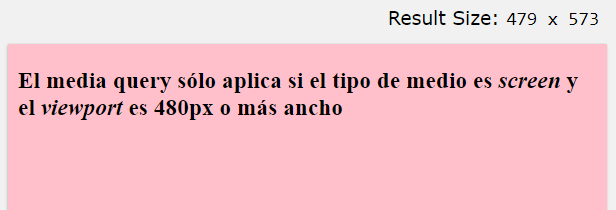 Result Size: 479 x 573
El media query sólo aplica si el tipo de medio es screen y
el viewport es 480px o más ancho